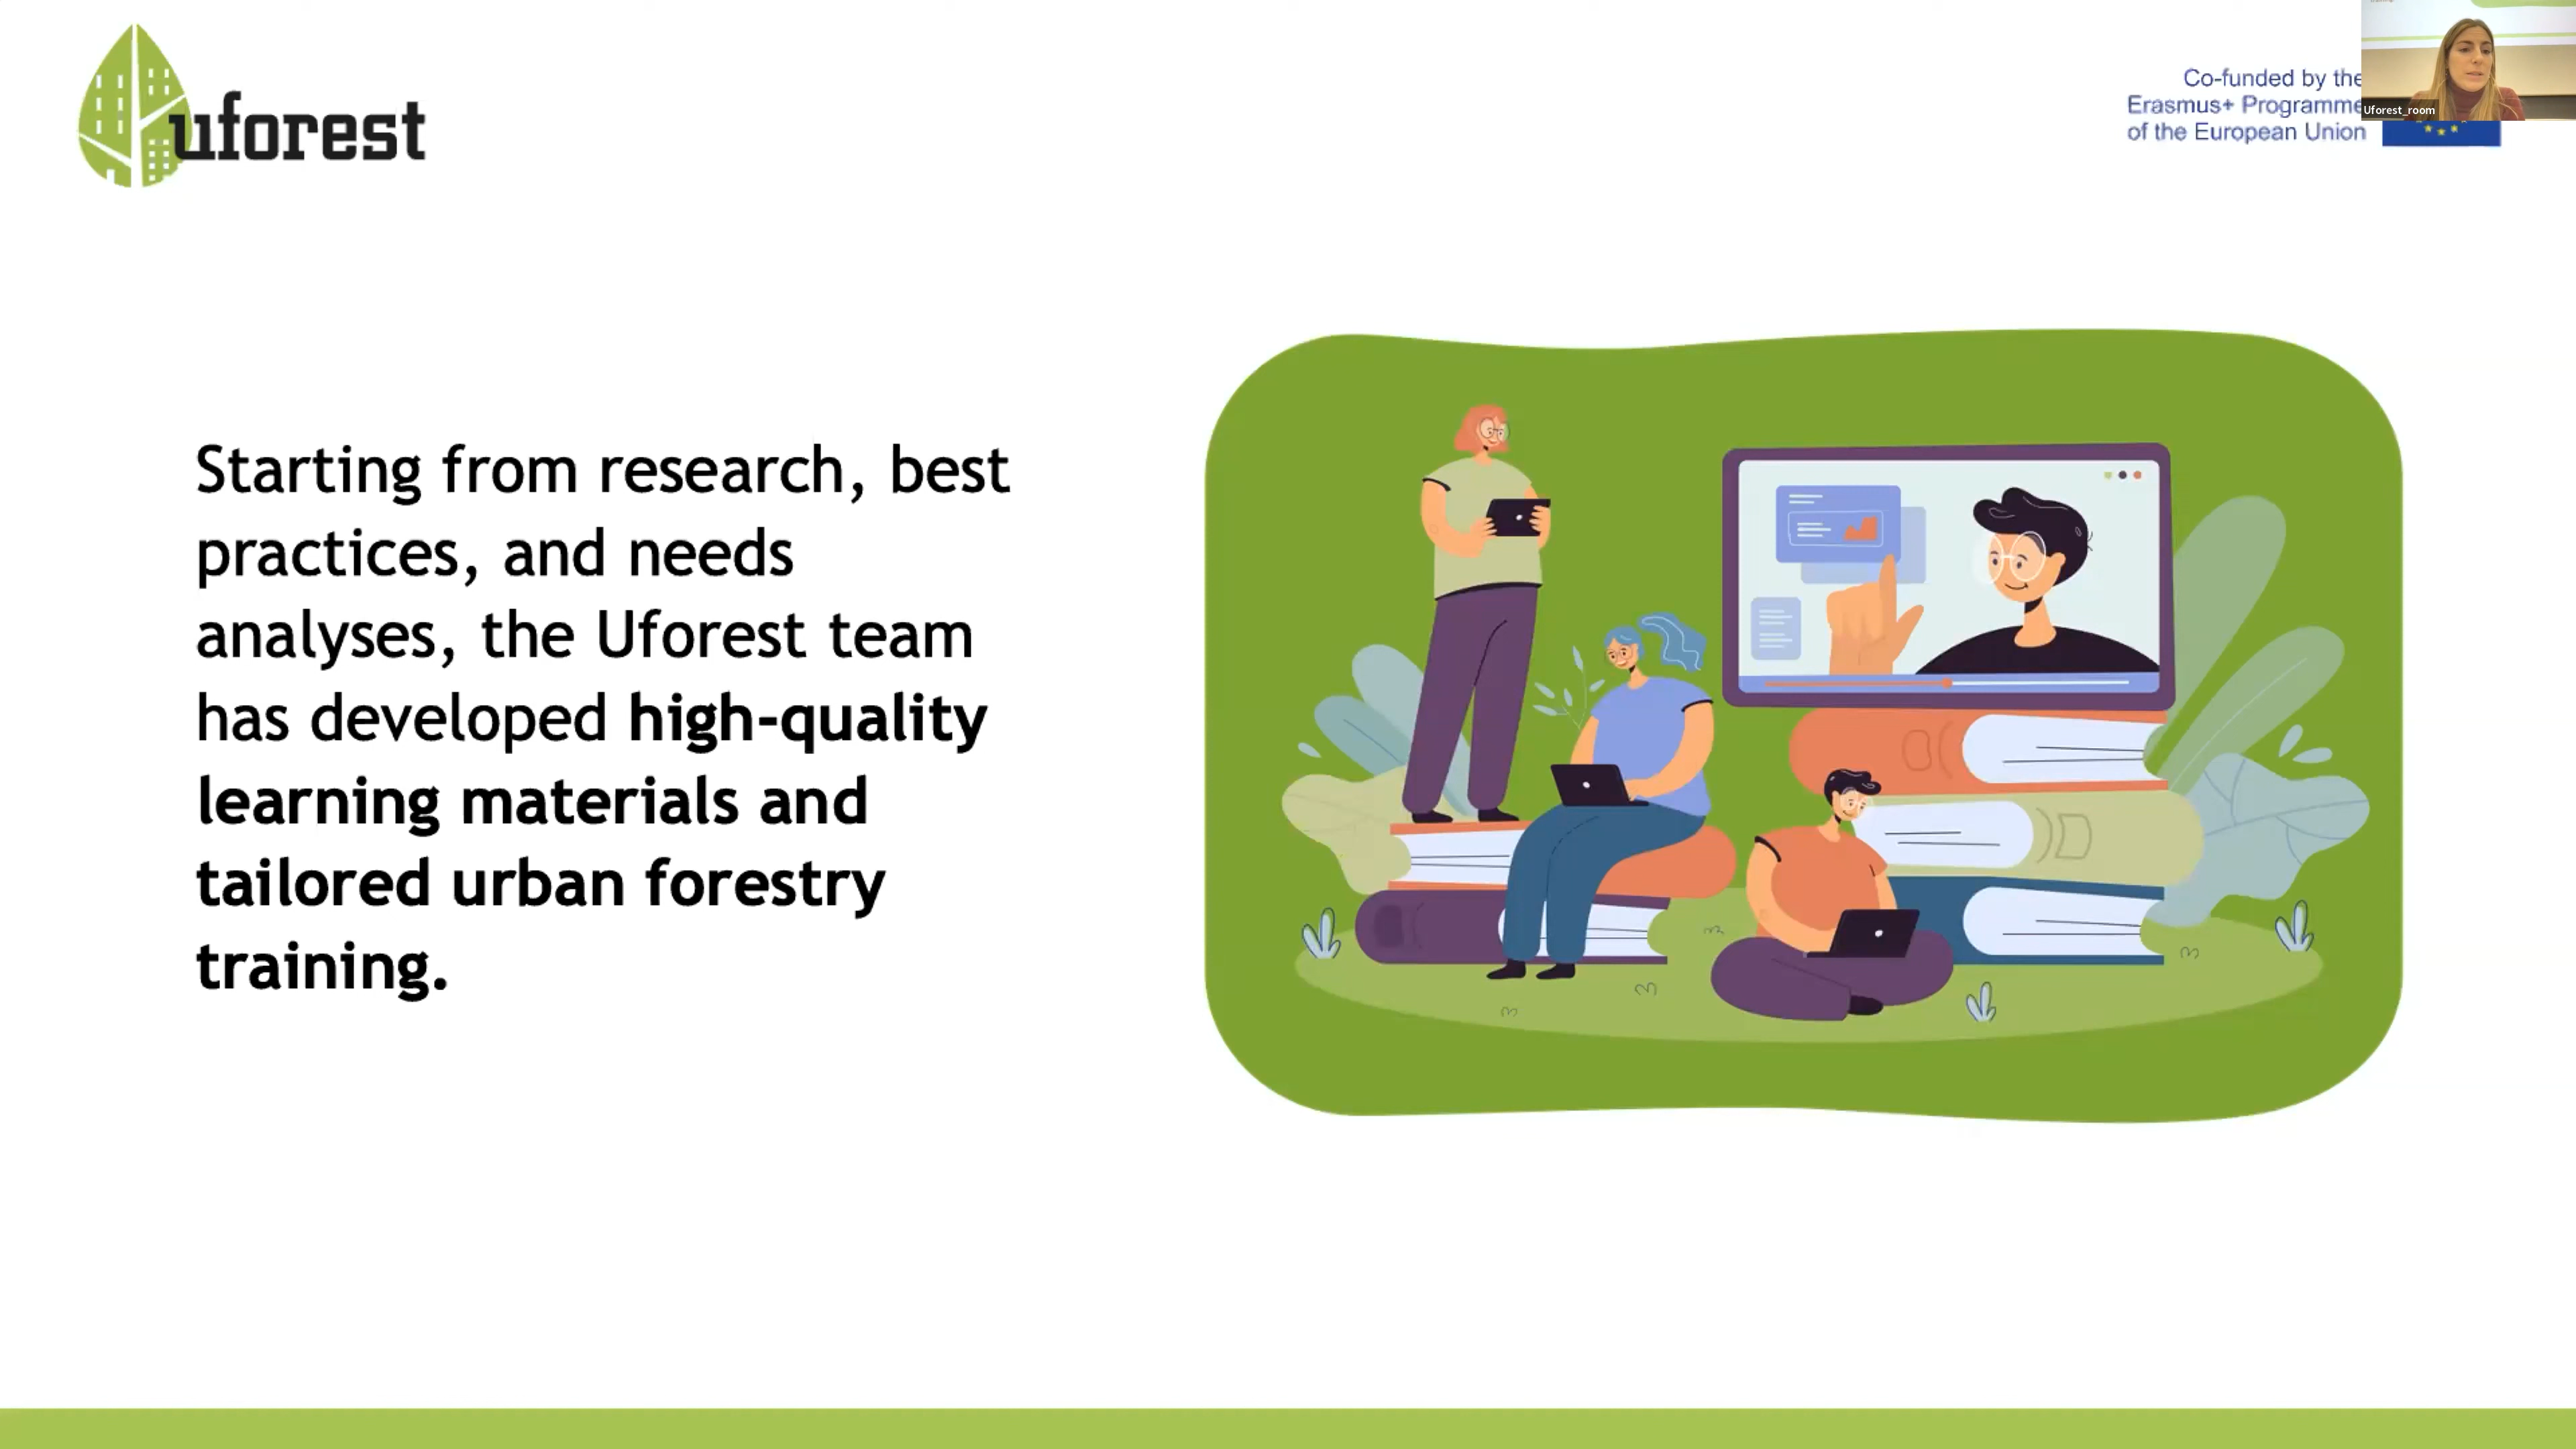 uforest
Co-funded by the
Erasmus+ Programme
of the European Union
Uforest_room
Starting from research, best
practices, and needs
analyses, the Uforest team
has developed high-quality
learning materials and
tailored urban forestry
training.